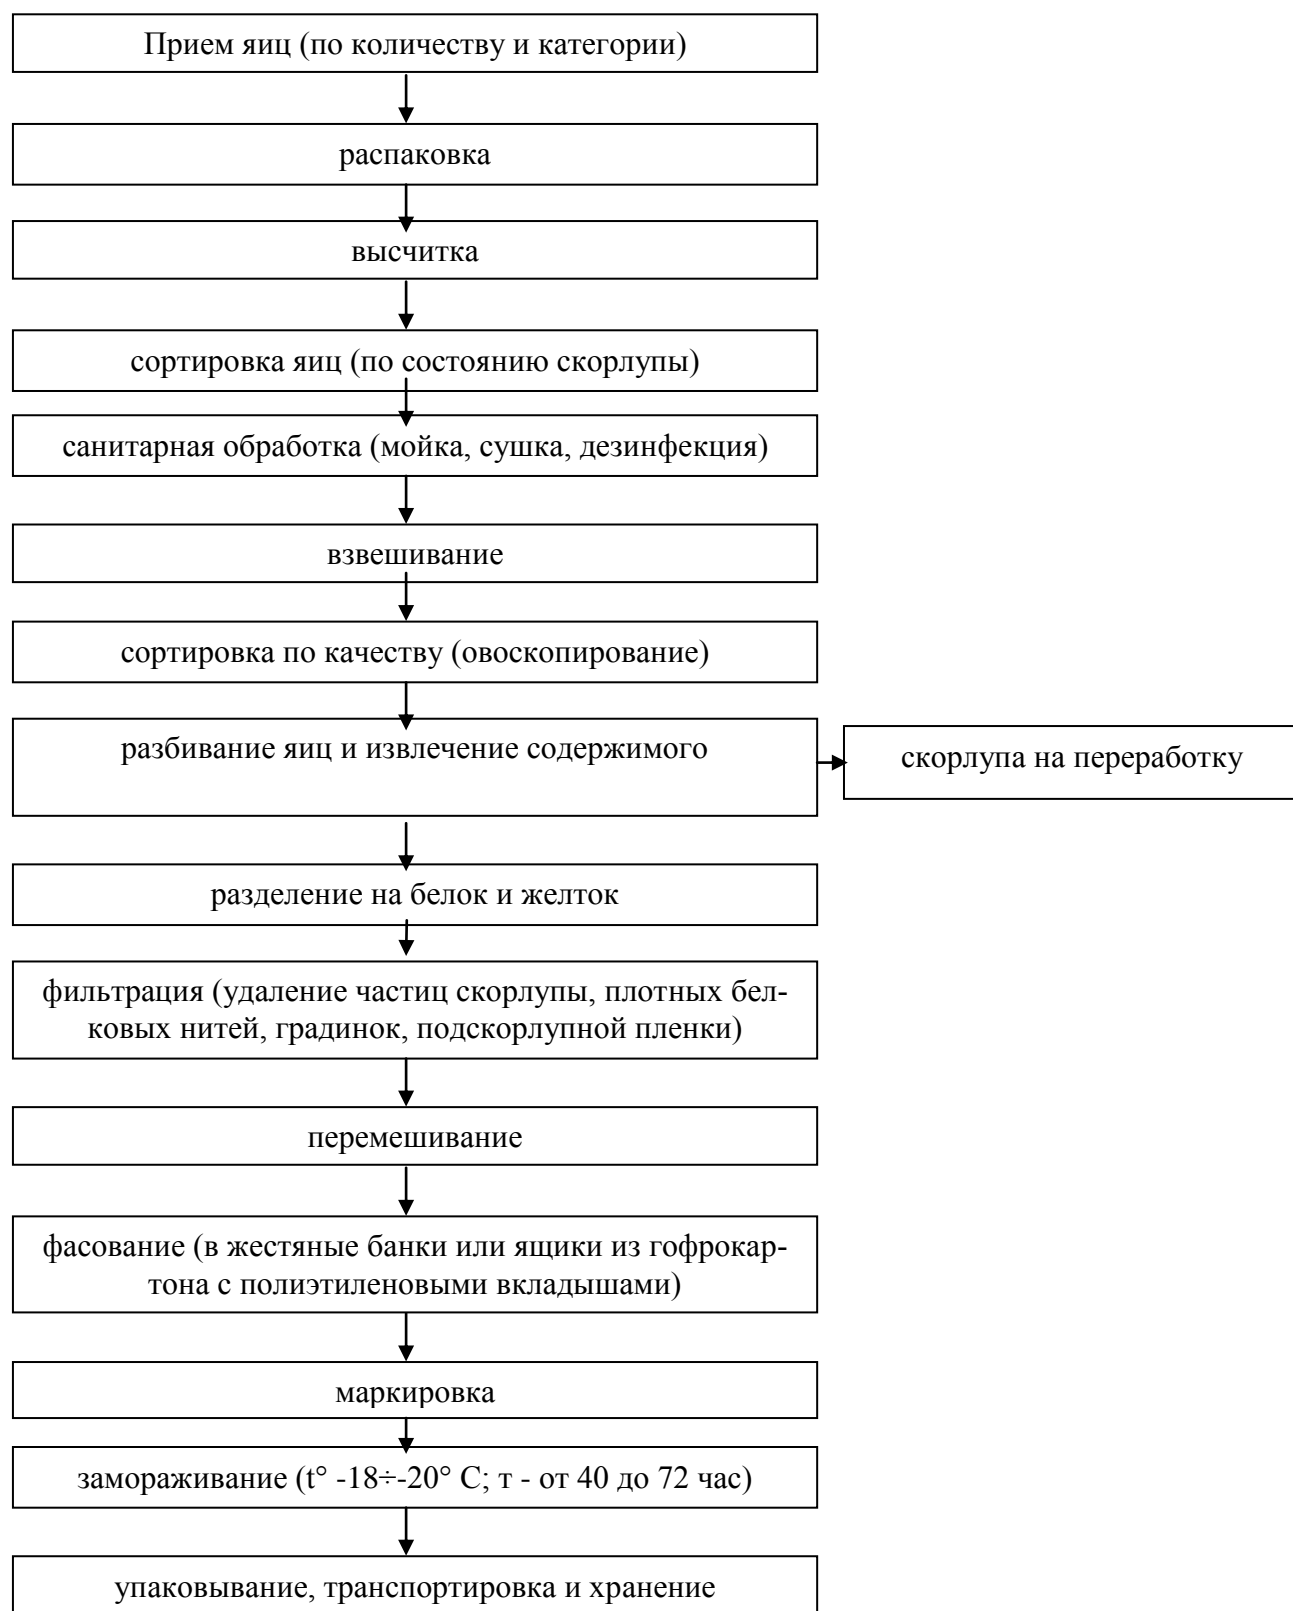 Прием яиц (по количеству и категории)
распаковка
высчитка
сортировка яиц (по состоянию скорлупы)
санитарная обработка (мойка, сушка, дезинфекция)
взвешивание
сортировка по качеству (овоскопирование)
разбивание яиц и извлечение содержимого
скорлупа на переработку
разделение на белок и желток
фильтрация (удаление частиц скорлупы, плотных бел-
ковых нитей, градинок, подскорлупной пленки)
перемешивание
фасование (в жестяные банки или ящики из гофрокар-
тона с полиэтиленовыми вкладышами)
маркировка
замораживание (t° -18÷-20° С; т - от 40 до 72 час)
упаковывание, транспортировка и хранение